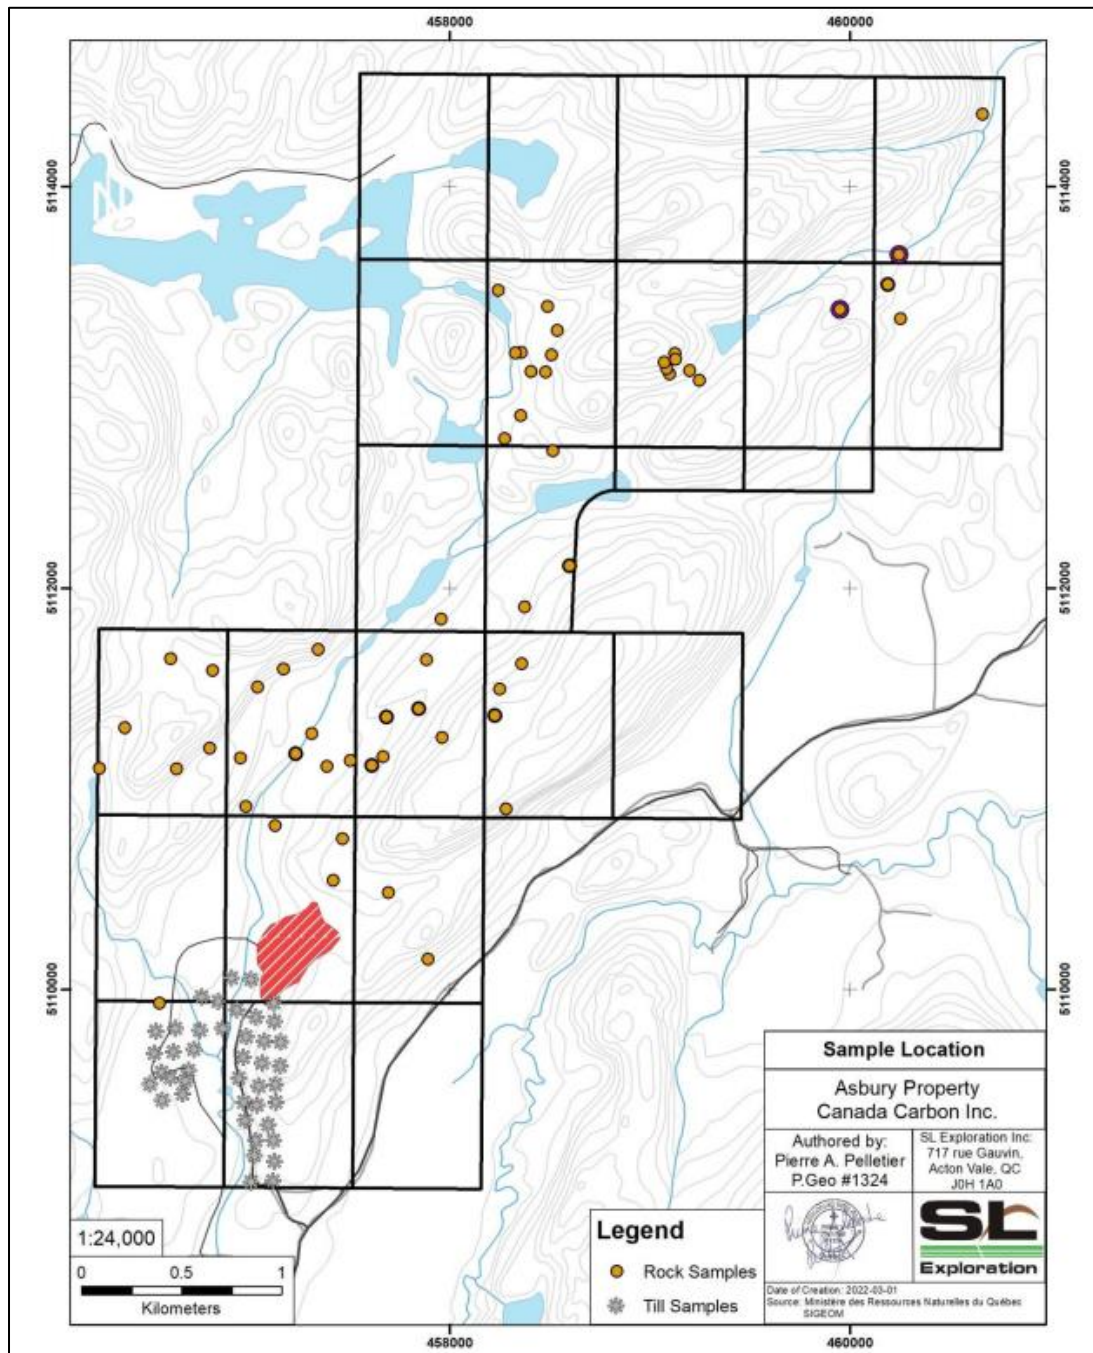 458000
460000
5114000
5114000
N
5112000
5112000
5110000
5110000
Sample Location
Asbury Property
Canada Carbon Inc.
Authored by:
Pierre A. Pelletier
P.Geo #1324
SL Exploration Inc:
717 rue Gauvin,
Acton Vale, QC
J0H 1A0
SL
Exploration
Date of Creation: 2022-03-01
Source: Ministère des Ressources Naturelles du Québec
SIGEOM
Legend
Rock Samples
Till Samples
1:24,000
0 0.5 1
Kilometers
458000
460000